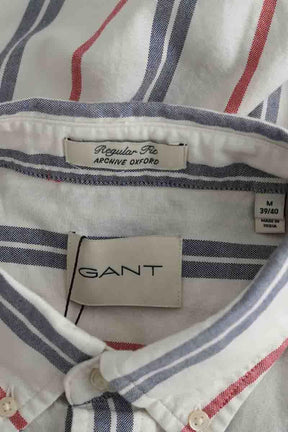 Regular Fit
ARCHIVE OXFORD
M
39/40
MADE IN
INDIA
GANT